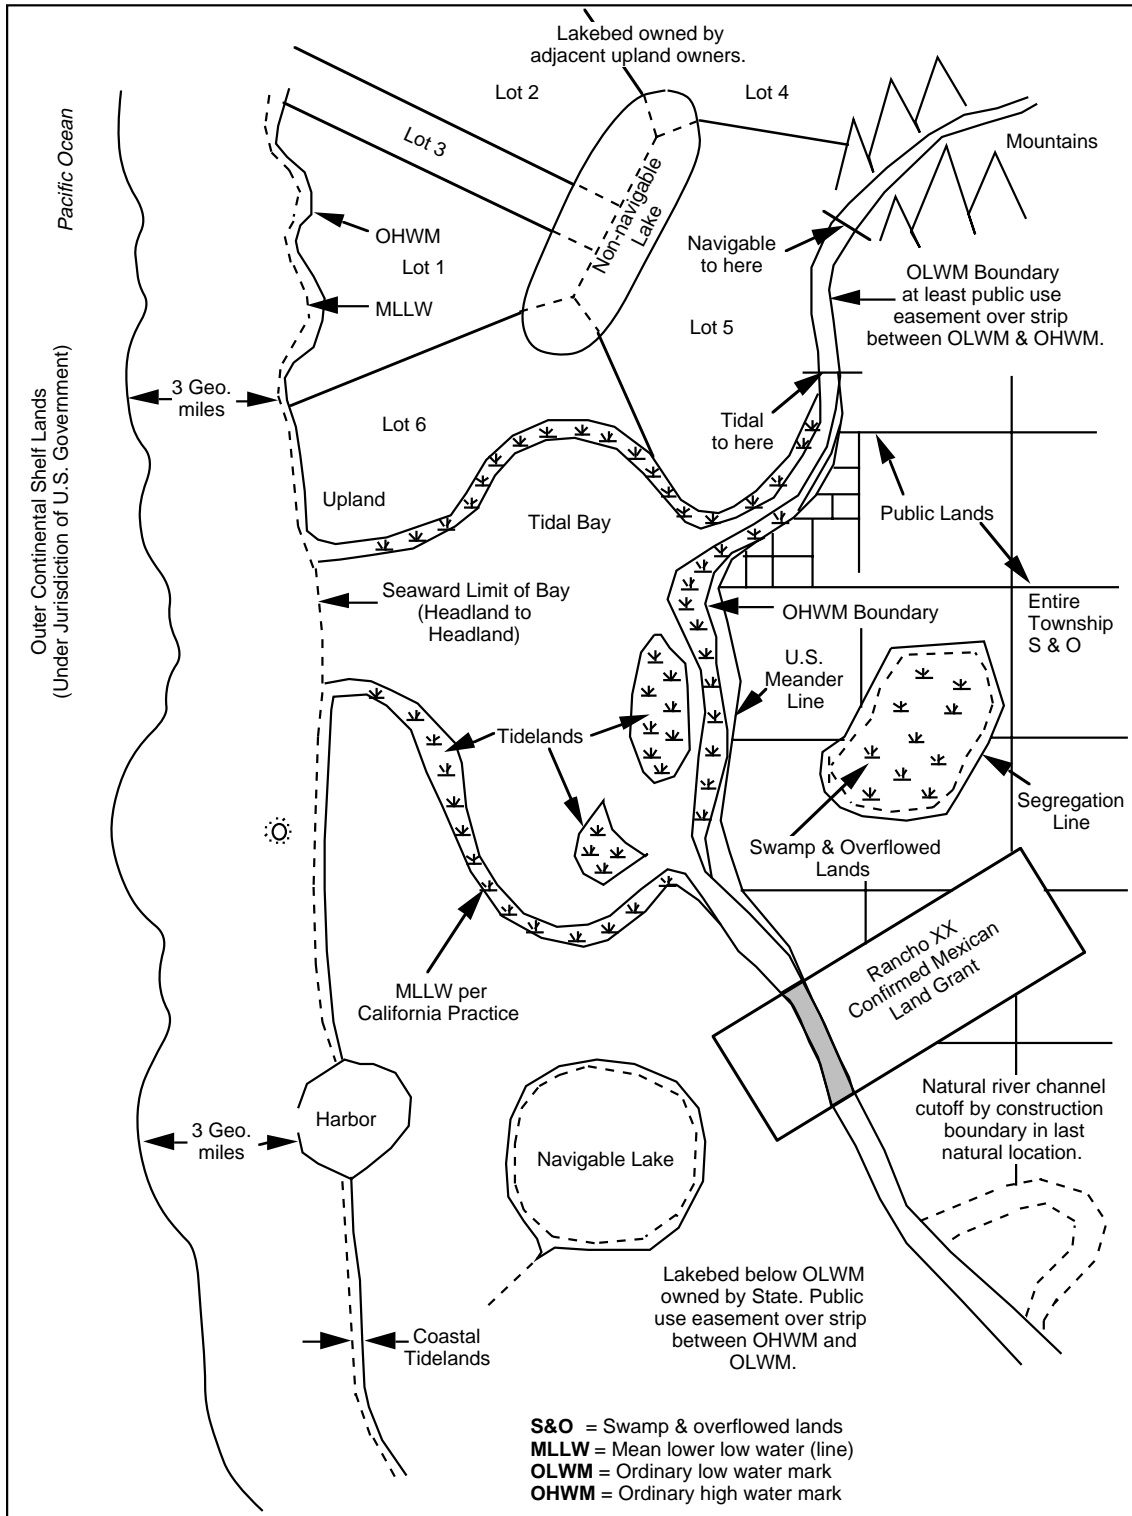 Lakebed owned by
adjacent upland owners.
Lot 2
Lot 4
Lot 3
Mountains
Pacific Ocean
Non-navigable
Lake
OHWM
Lot 1
Navigable
to here
OLWM Boundary
at least public use
easement over strip
between OLWM & OHWM.
MLLW
Lot 5
Outer Continental Shelf Lands
(Under Jurisdiction of U.S. Government)
3 Geo.
miles
Lot 6
Tidal
to here
Upland
Tidal Bay
Public Lands
Seaward Limit of Bay
(Headland to
Headland)
OHWM Boundary
Entire
Township
S & O
U.S.
Meander
Line
Tidelands
Segregation
Line
Swamp & Overflowed
Lands
Rancho XX
Confirmed Mexican
Land Grant
MLLW per
California Practice
Natural river channel
cutoff by construction
boundary in last
natural location.
Harbor
3 Geo.
miles
Navigable Lake
Lakebed below OLWM
owned by State. Public
use easement over strip
between OHWM and
OLWM.
Coastal
Tidelands
S&O = Swamp & overflowed lands
MLLW = Mean lower low water (line)
OLWM = Ordinary low water mark
OHWM = Ordinary high water mark